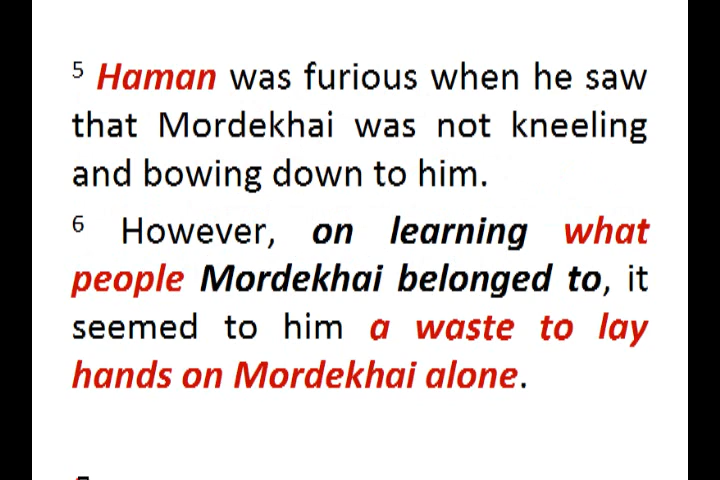 5 Haman was furious when he saw
that Mordekhai was not kneeling
and bowing down to him.
6 However, on learning what
people Mordekhai belonged to, it
seemed to him a waste to lay
hands on Mordekhai alone.